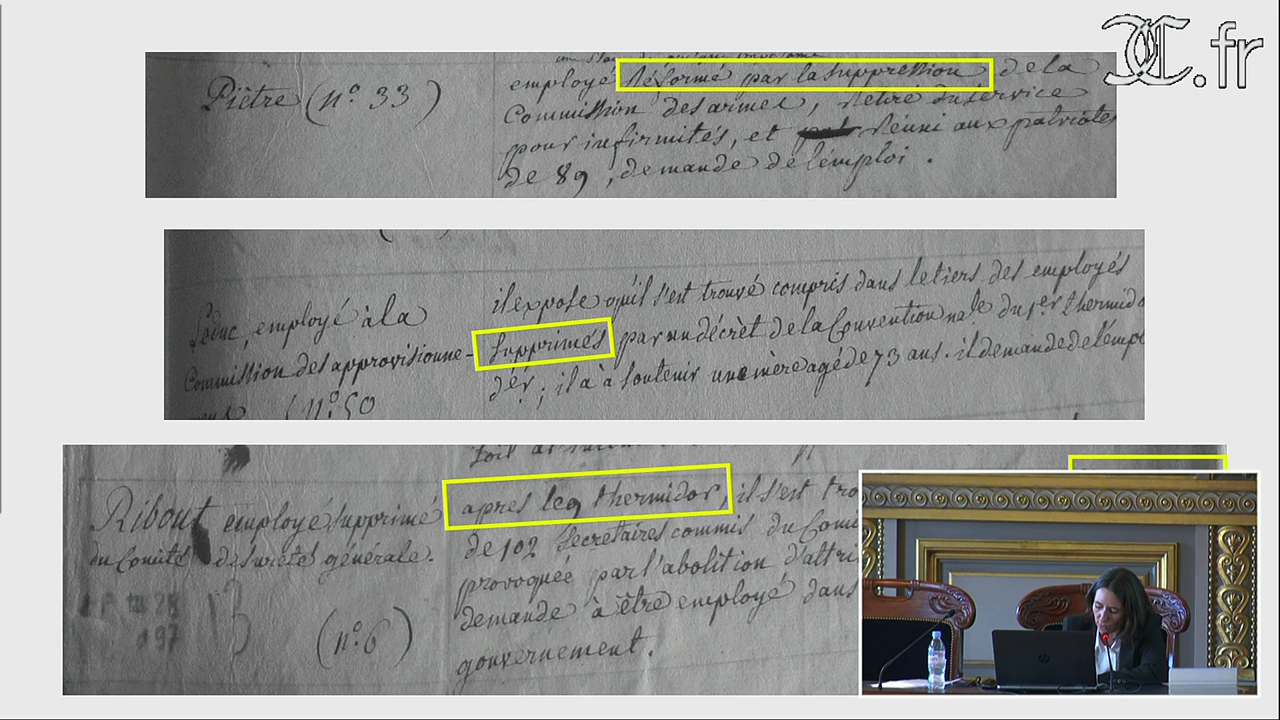 CC.fr
Piètre (n.° 33)
employé réformé par la suppression de la
Commission des armes, retiré du service
pour infirmités, et réuni aux patriotes
de 89, demande de l'emploi.
employé à la
Commission des approvisionne-
(n.° 50
il expose qu'il s'est trouvé compris dans le tiers des employés
supprimés par un décret de la Convention nale du 1er thermido
der; il a à soutenir une mère agé de 73 ans. il demande de l'emplo
Ribout employé supprimé
du Comité de sureté générale.
(n.° 6)
apres le 9 thermidor, il s'est tro
de 102 Secrétaires commis du Comi
provoquée par l'abolition d'attri
demande à être employé dans
gouvernement.